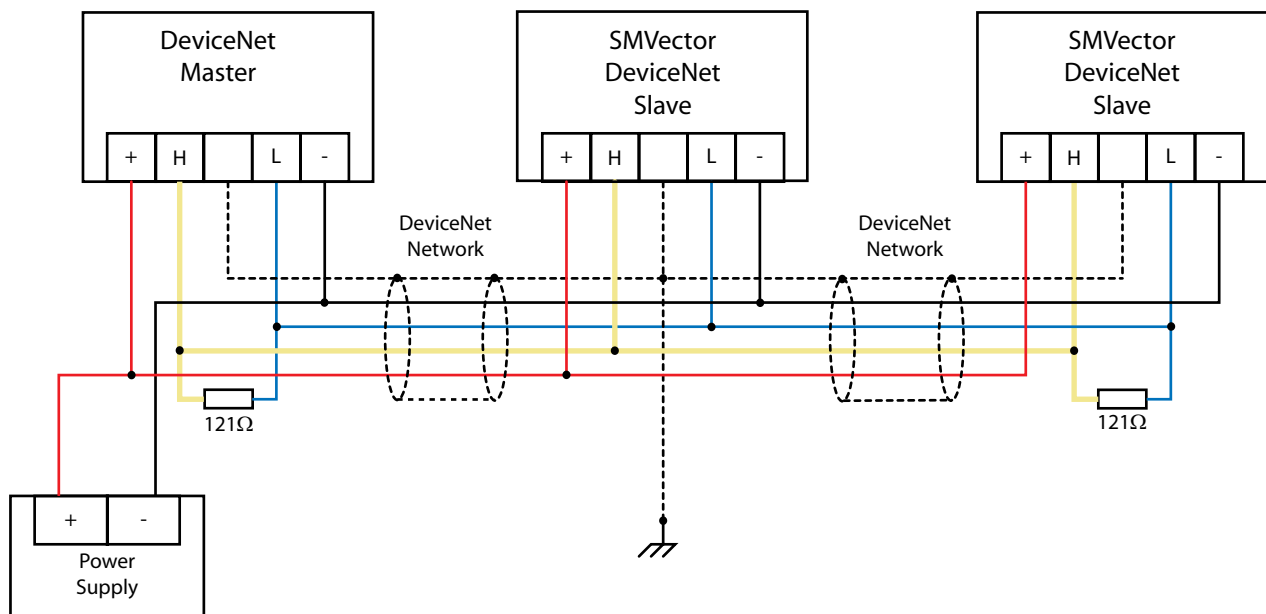 DeviceNet
Master
+ H L -
SMVector
DeviceNet
Slave
+ H L -
SMVector
DeviceNet
Slave
+ H L -
DeviceNet
Network
DeviceNet
Network
121Ω
121Ω
+ -
Power
Supply